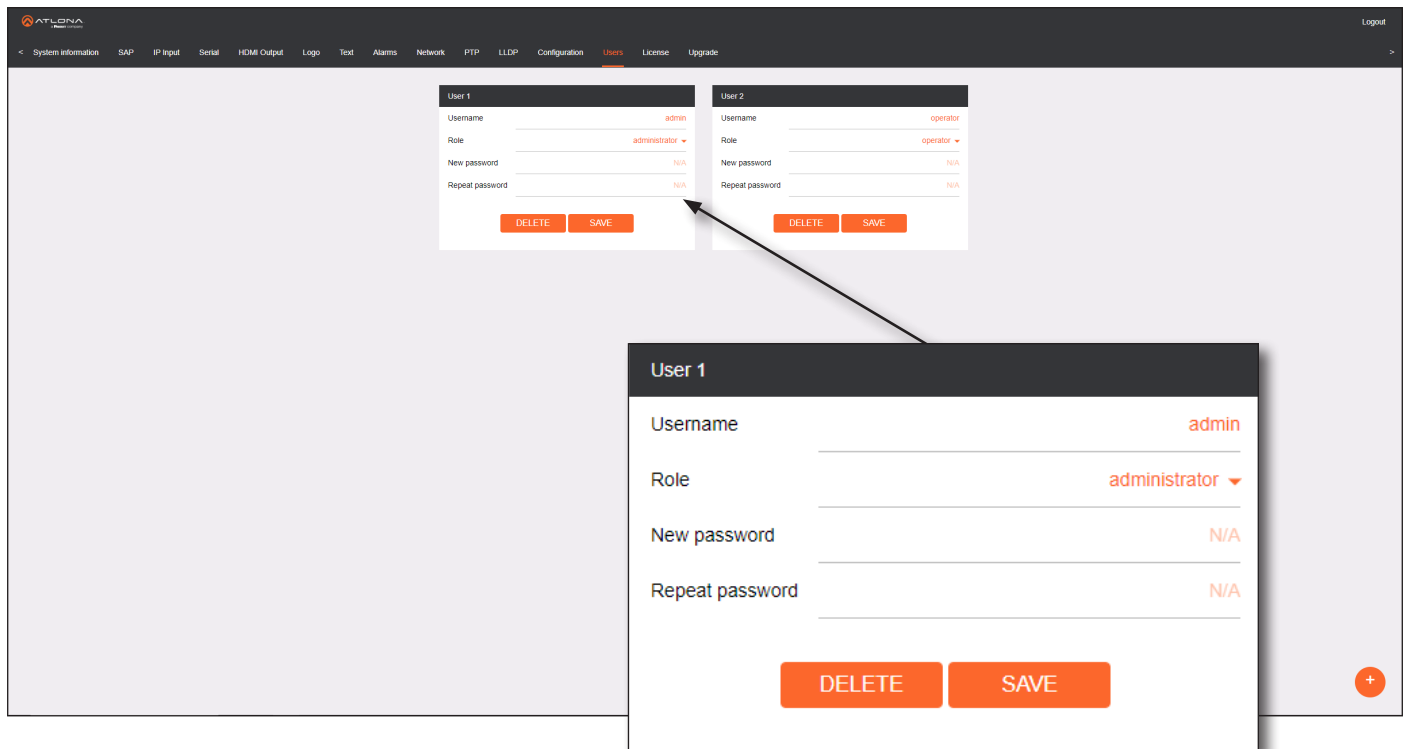 ATLONA
Logout
< System information SAP IP Input Serial HDMI Output Logo Text Alarms Network PTP LLDP Configuration Users License Upgrade >
User 1
Username admin
Role administrator
New password N/A
Repeat password N/A
DELETE SAVE
User 2
Username operator
Role operator
New password N/A
Repeat password N/A
DELETE SAVE
User 1
Username admin
Role administrator
New password N/A
Repeat password N/A
DELETE SAVE
+